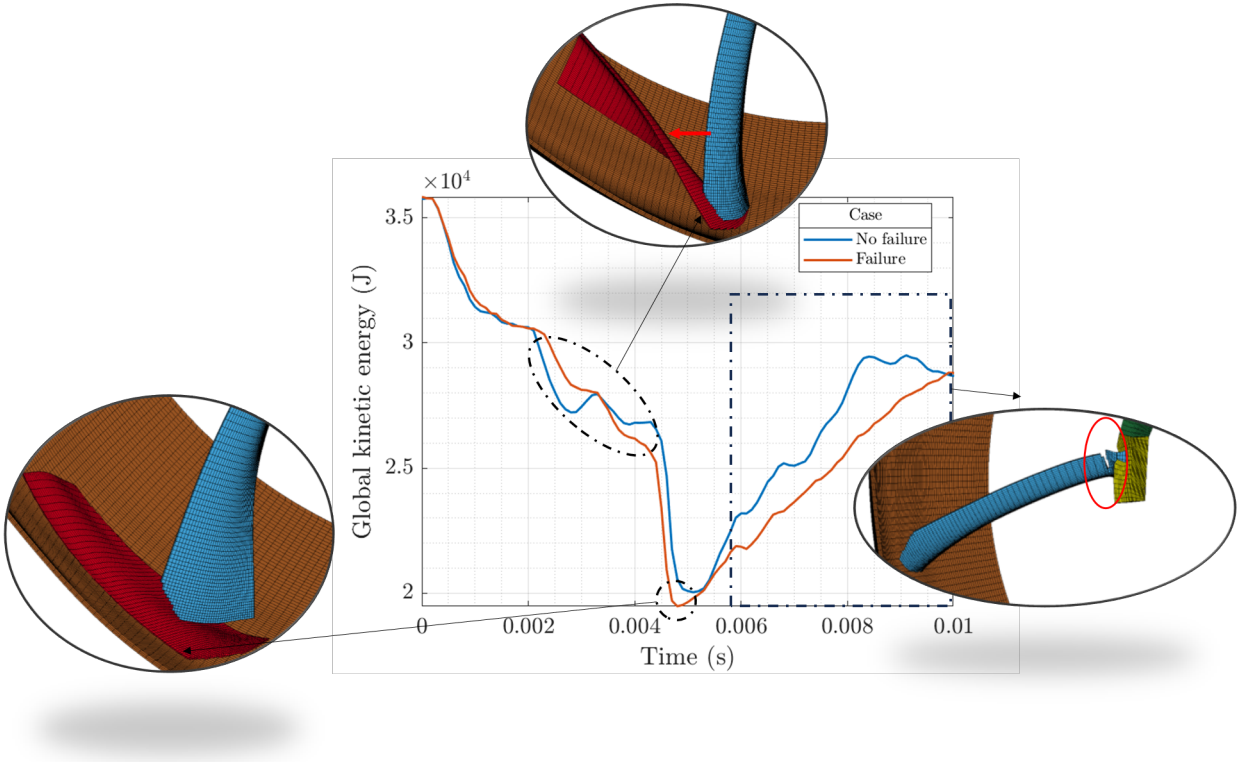 ×10⁴
3.5
3
2.5
2
Global kinetic energy (J)
Case
No failure
Failure
0
0.002
0.004
0.006
0.008
0.01
Time (s)